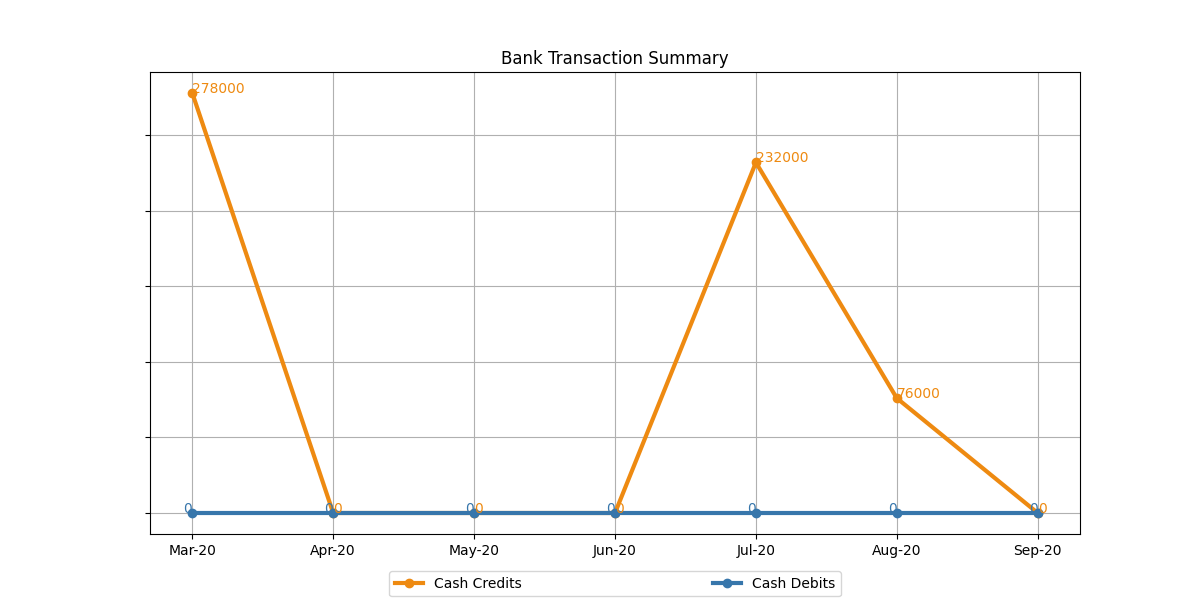 Bank Transaction Summary
278000
232000
76000
0 0 0 0 0 0 0 0 0 0 0
Mar-20 Apr-20 May-20 Jun-20 Jul-20 Aug-20 Sep-20
Cash Credits Cash Debits